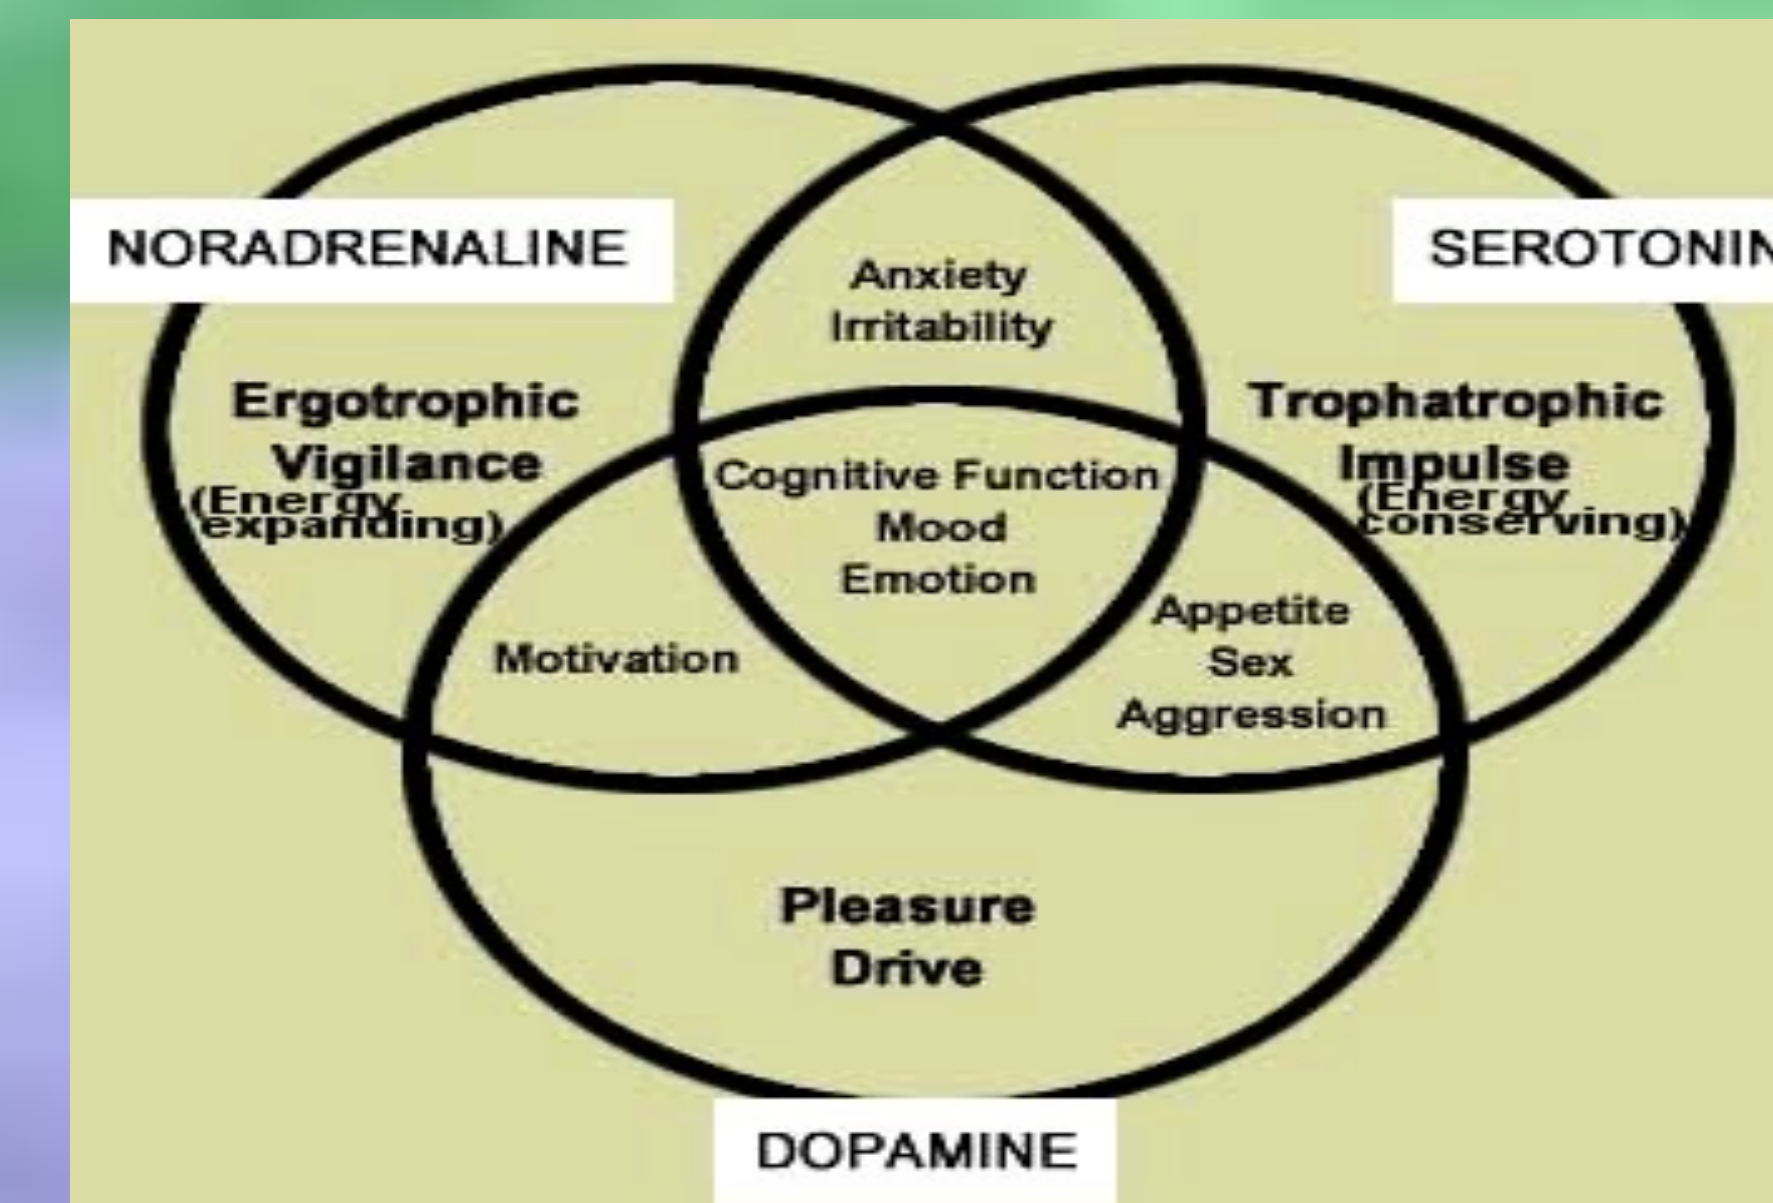 NORADRENALINE
SEROTONIN
Anxiety
Irritability
Ergotrophic
Vigilance
(Energy
expanding)
Trophatrophic
Impulse
(Energy
conserving)
Cognitive Function
Mood
Emotion
Motivation
Appetite
Sex
Aggression
Pleasure
Drive
DOPAMINE